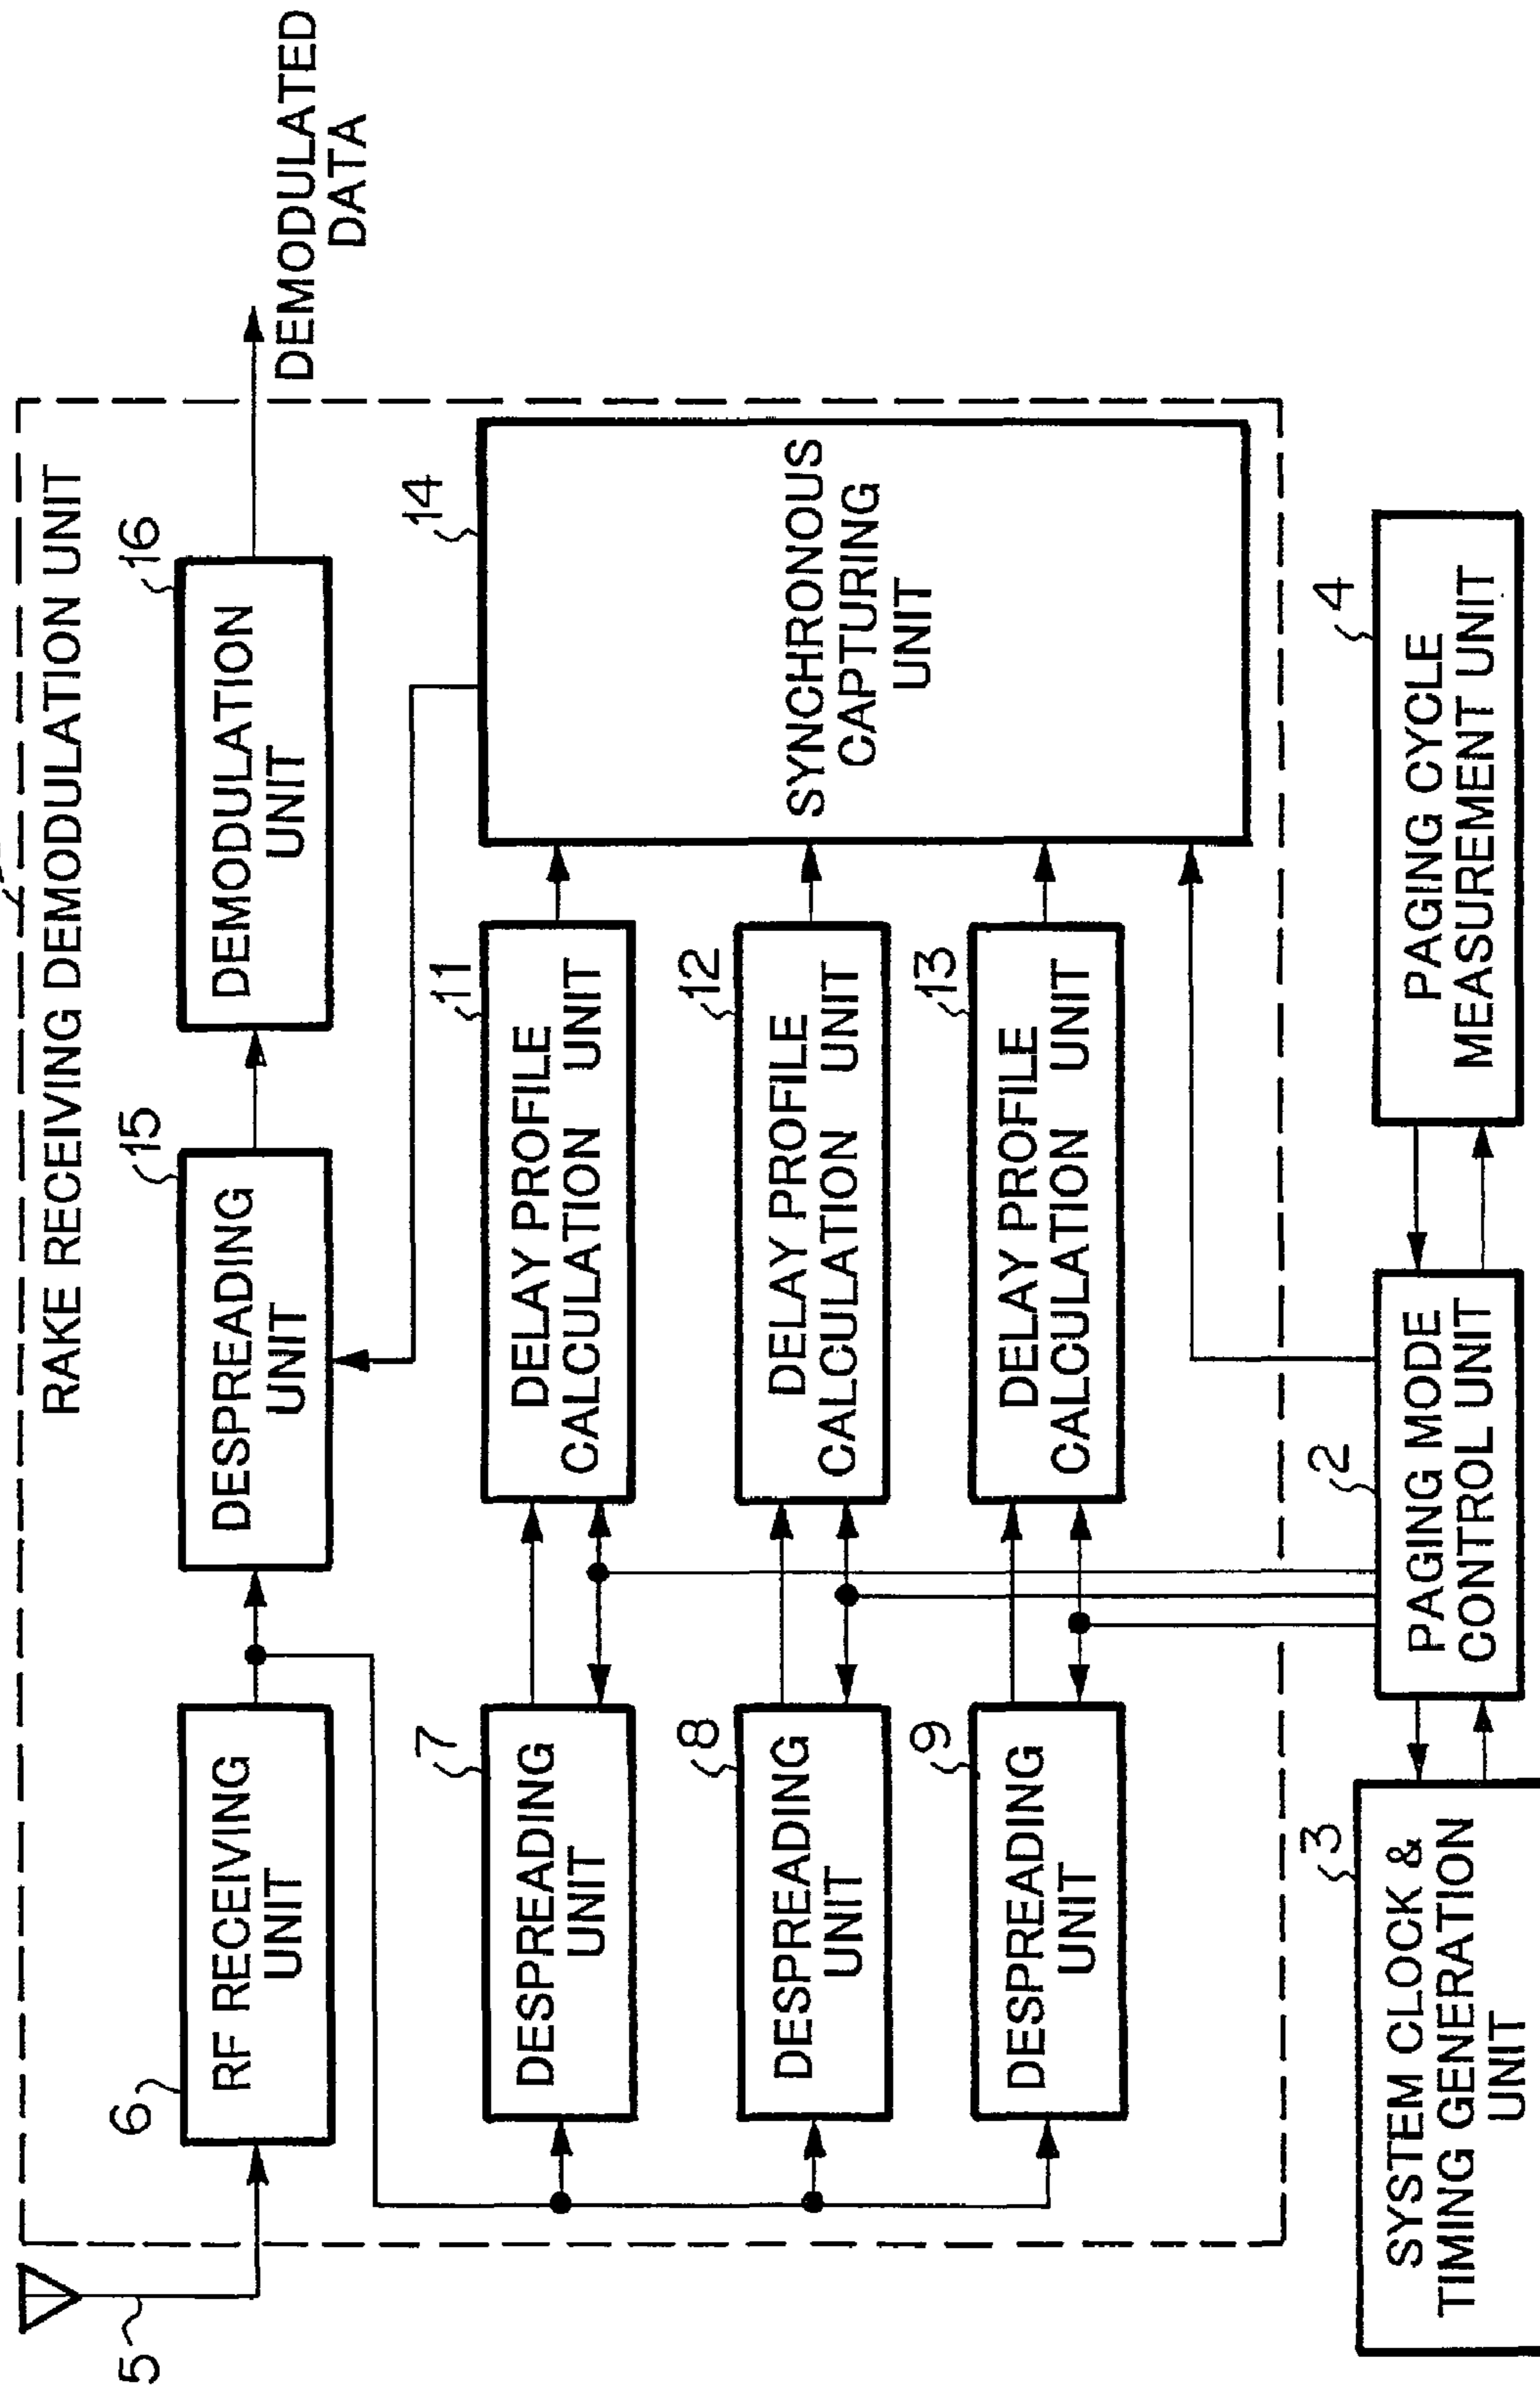 RAKE RECEIVING DEMODULATION UNIT
5
6
RF RECEIVING
UNIT
15
DESPREADING
UNIT
16
DEMODULATION
UNIT
DEMODULATED
DATA
7
DESPREADING
UNIT
11
DELAY PROFILE
CALCULATION UNIT
14
SYNCHRONOUS
CAPTURING
UNIT
8
DESPREADING
UNIT
12
DELAY PROFILE
CALCULATION UNIT
9
DESPREADING
UNIT
13
DELAY PROFILE
CALCULATION UNIT
3
SYSTEM CLOCK &
TIMING GENERATION
UNIT
2
PAGING MODE
CONTROL UNIT
4
PAGING CYCLE
MEASUREMENT UNIT